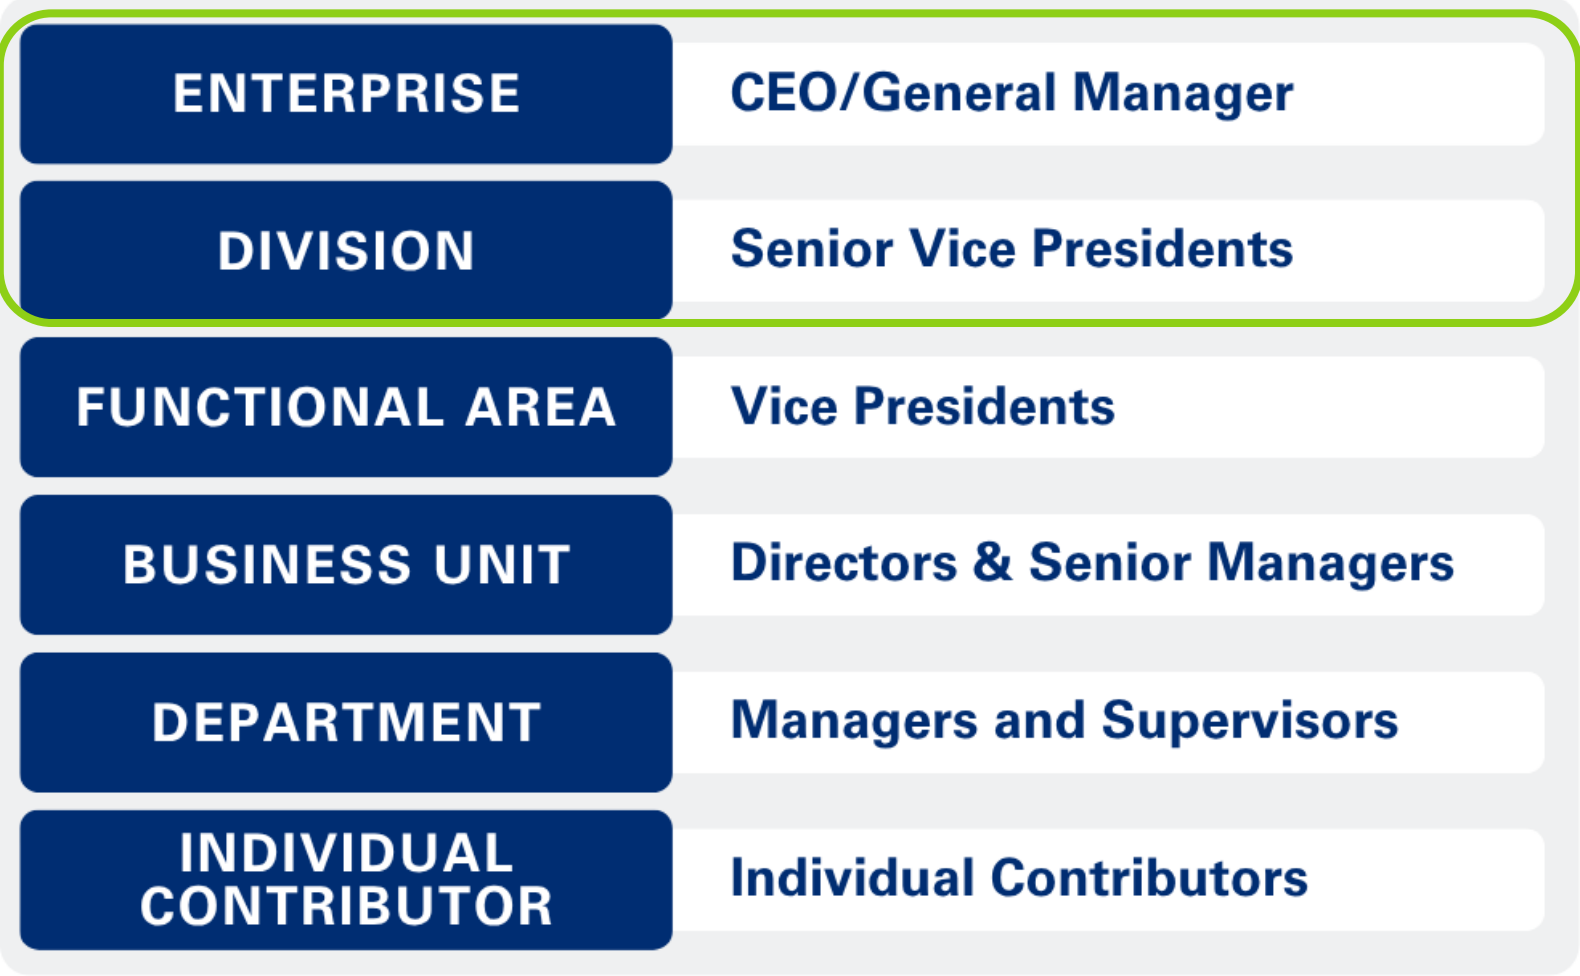 ENTERPRISE
CEO/General Manager
DIVISION
Senior Vice Presidents
FUNCTIONAL AREA
Vice Presidents
BUSINESS UNIT
Directors & Senior Managers
DEPARTMENT
Managers and Supervisors
INDIVIDUAL
CONTRIBUTOR
Individual Contributors